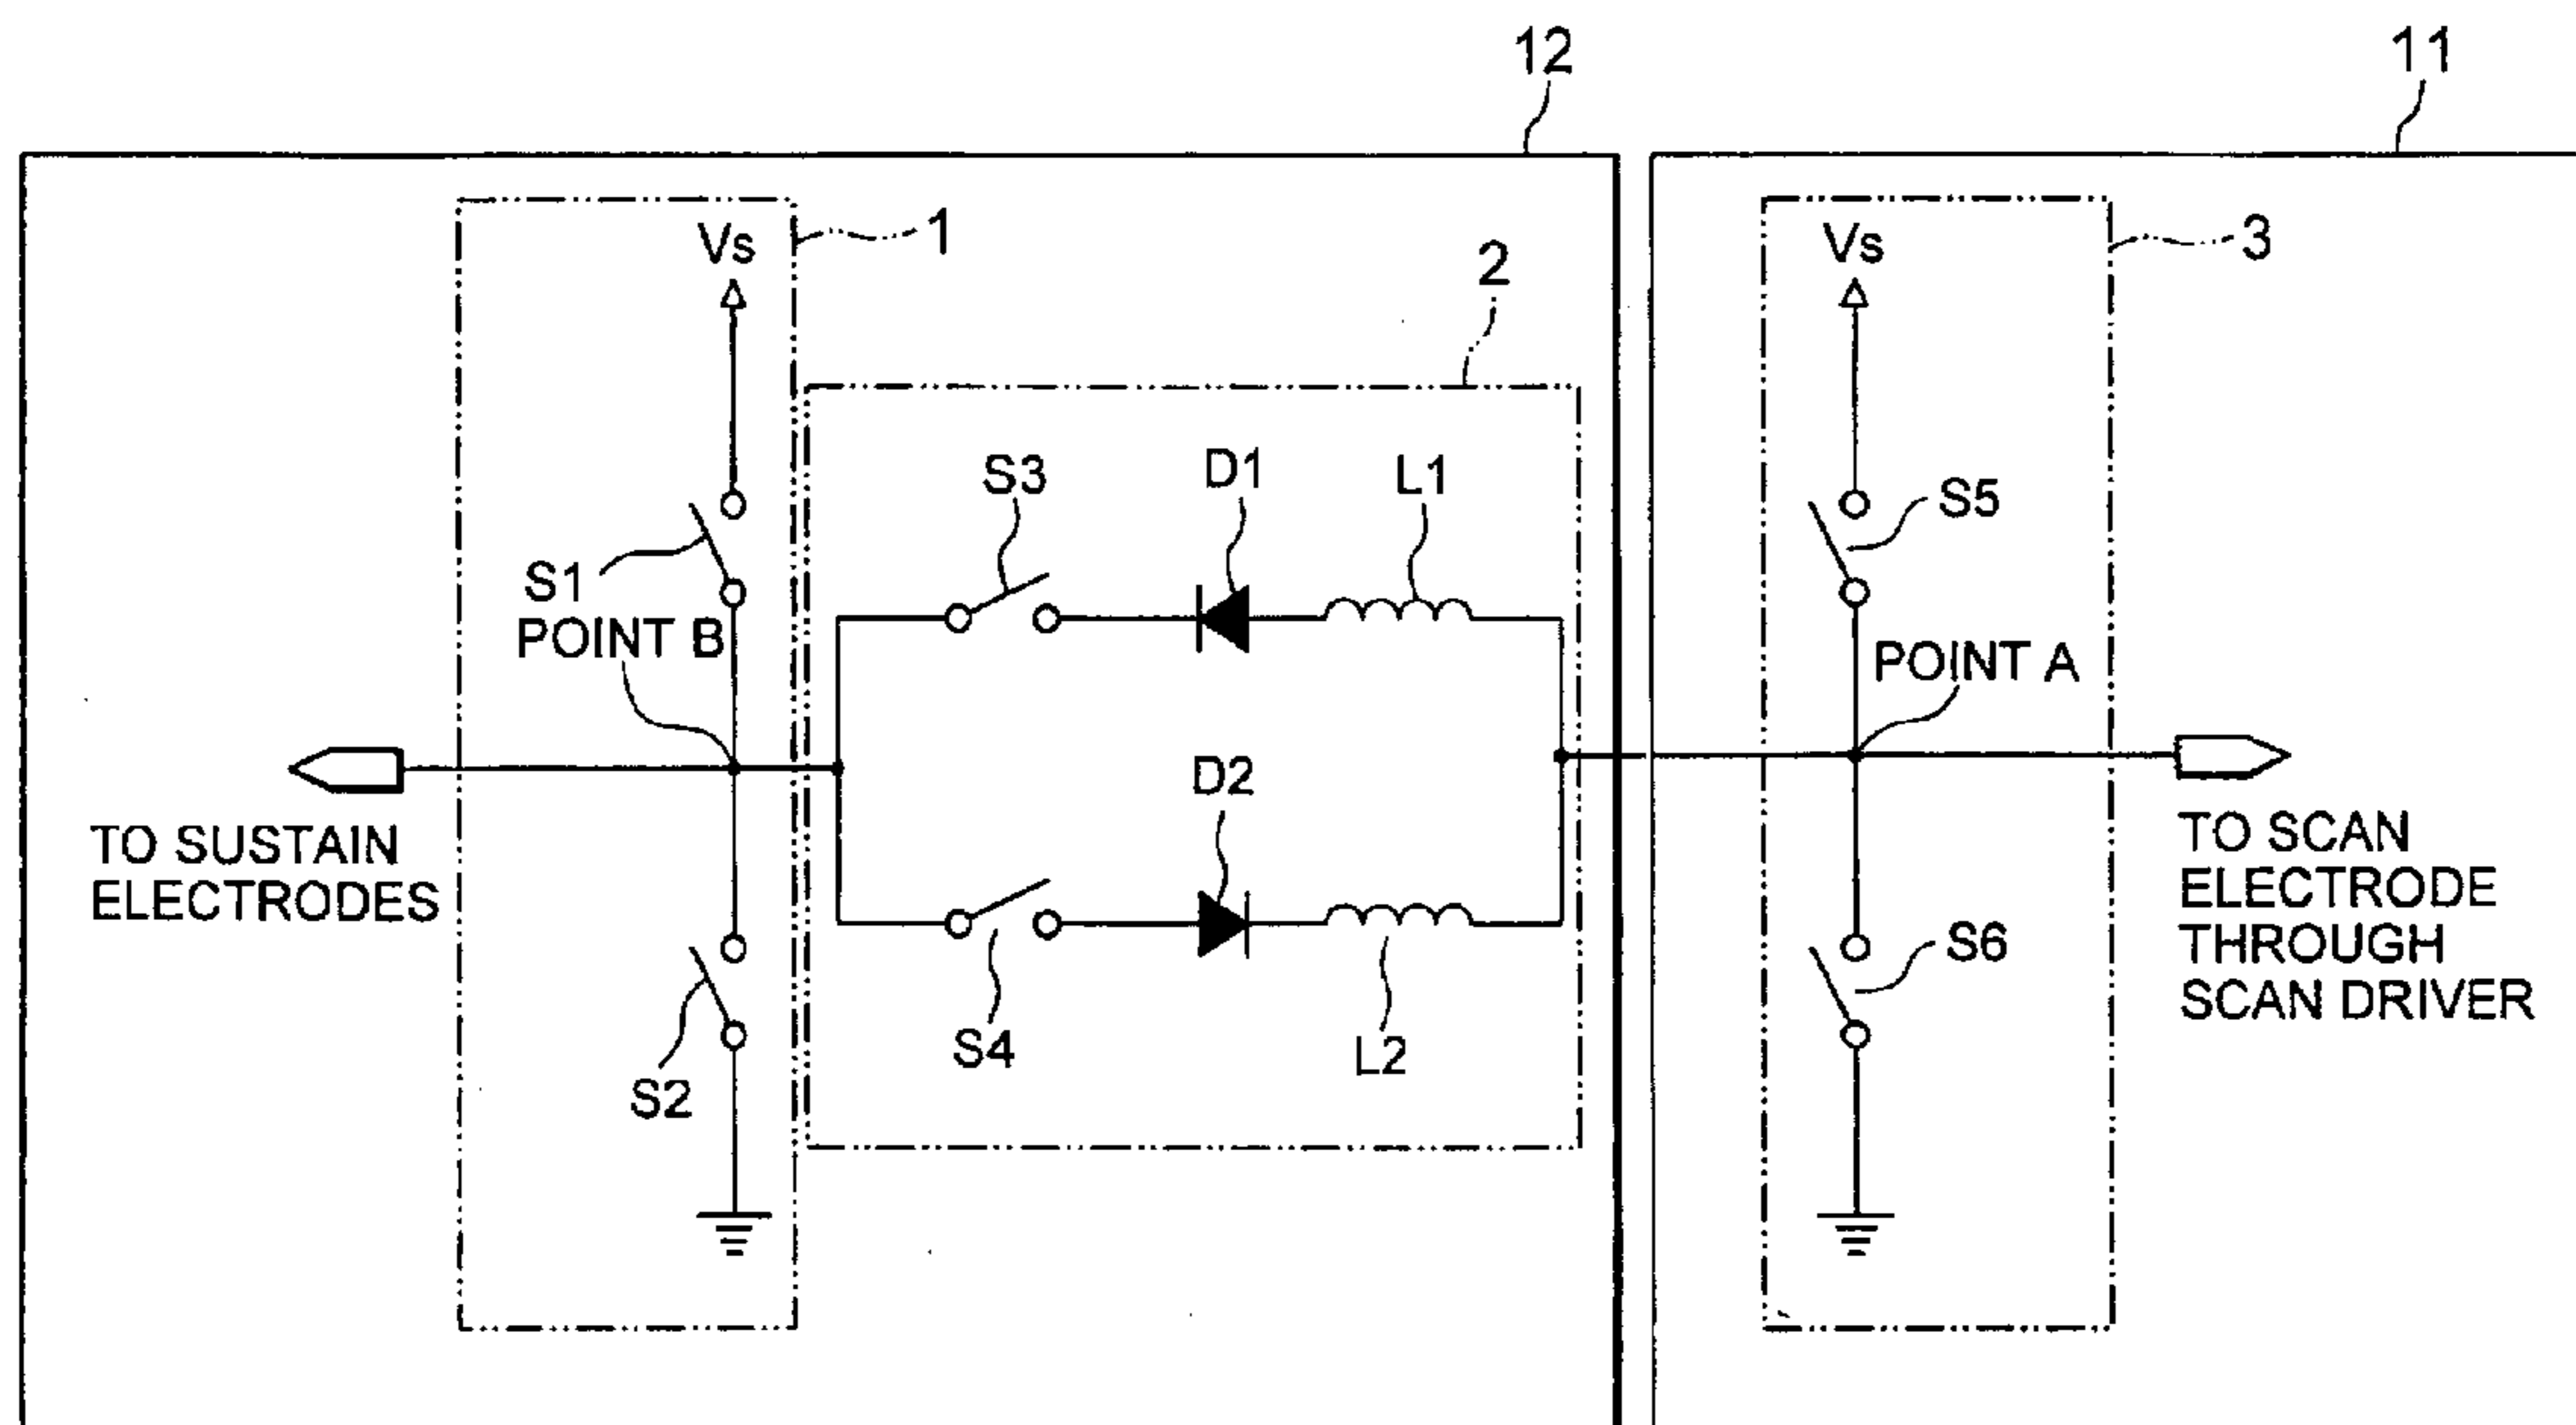 12
11
Vs
1
2
Vs
3
S3
D1
L1
S5
S1
POINT B
POINT A
D2
TO SUSTAIN
ELECTRODES
TO SCAN
ELECTRODE
THROUGH
SCAN DRIVER
S2
S4
L2
S6